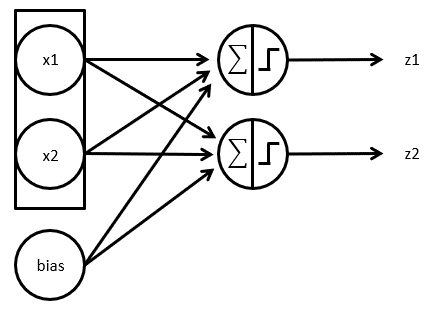 x1 ∑ z1
x2 ∑ z2
bias